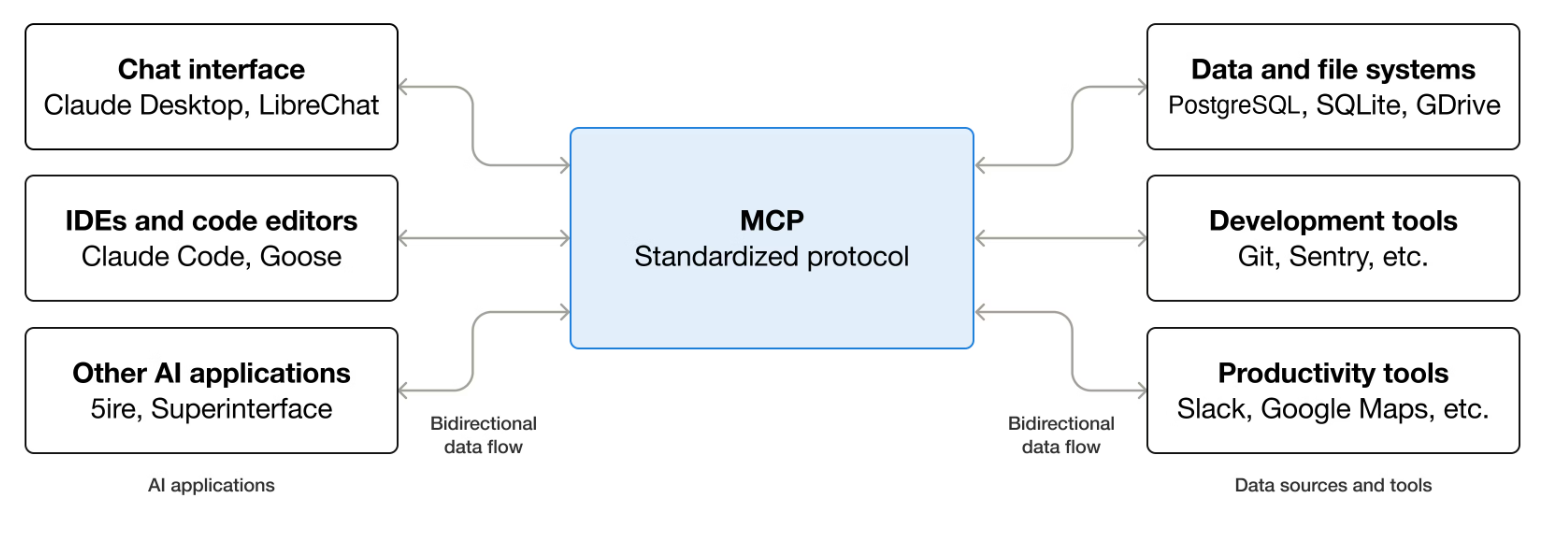 Chat interface
Claude Desktop, LibreChat
IDEs and code editors
Claude Code, Goose
Other AI applications
5ire, Superinterface
AI applications
Bidirectional
data flow
MCP
Standardized protocol
Bidirectional
data flow
Data and file systems
PostgreSQL, SQLite, GDrive
Development tools
Git, Sentry, etc.
Productivity tools
Slack, Google Maps, etc.
Data sources and tools